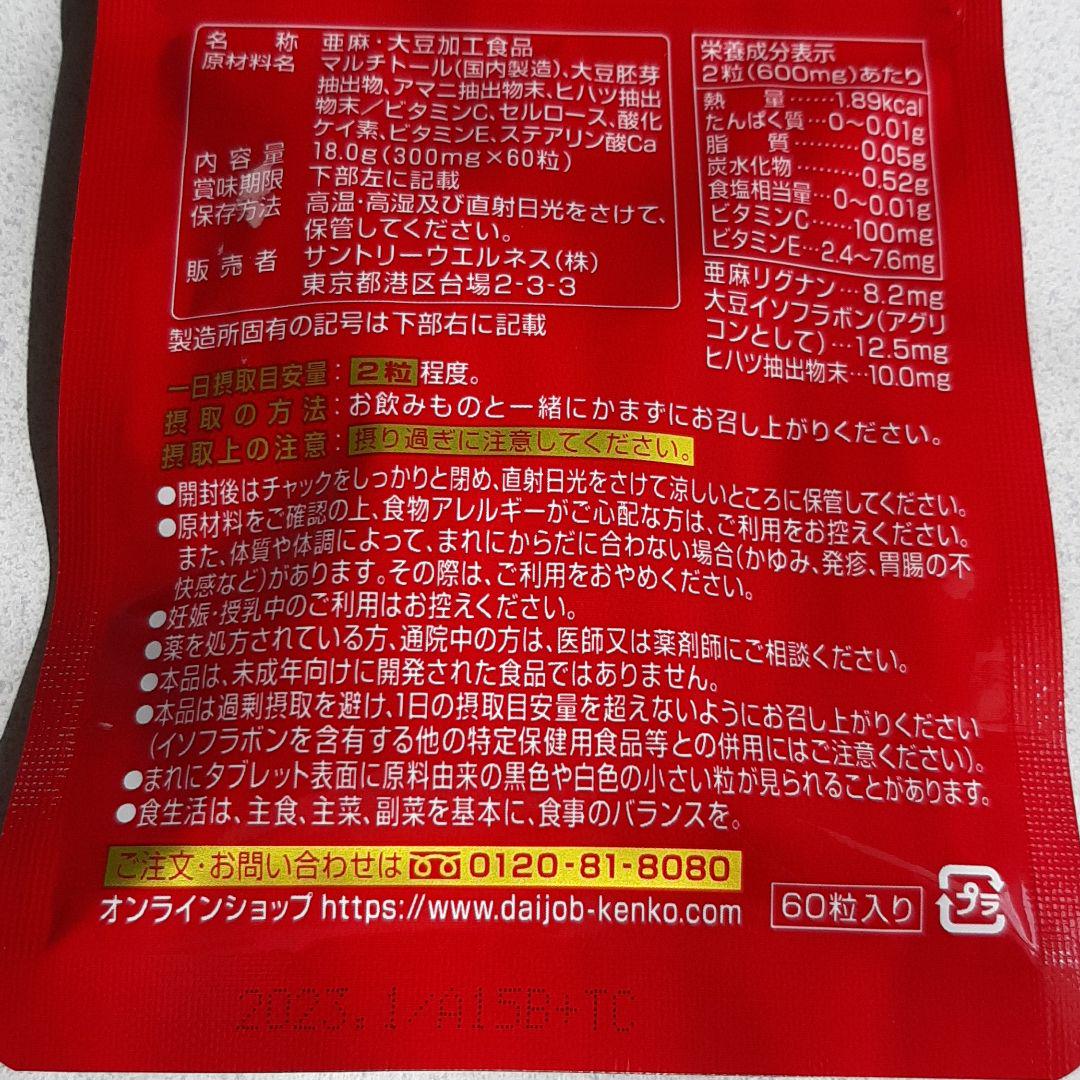 名称 亜麻・大豆加工食品
原材料名 マルチトール(国内製造)、大豆胚芽
抽出物、アマニ抽出物末、ヒハツ抽出
物末/ビタミンC、セルロース、酸化
ケイ素、ビタミンE、ステアリン酸Ca
内容量 18.0g(300mg×60粒)
賞味期限 下部左に記載
保存方法 高温・高湿及び直射日光をさけて、
保管してください。
販売者 サントリーウエルネス(株)
東京都港区台場2-3-3
製造所固有の記号は下部右に記載
栄養成分表示
2粒(600mg)あたり
熱量……1.89kcal
たんぱく質…0〜0.01g
脂質………0.05g
炭水化物………0.52g
食塩相当量…0〜0.01g
ビタミンC……100mg
ビタミンE…2.4〜7.6mg
亜麻リグナン…8.2mg
大豆イソフラボン(アグリ
コンとして)…12.5mg
ヒハツ抽出物末…10.0mg
一日摂取目安量:2粒程度。
摂取の方法:お飲みものと一緒にかまずにお召し上がりください。
摂取上の注意:摂り過ぎに注意してください。
●開封後はチャックをしっかりと閉め、直射日光をさけて涼しいところに保管してください。
●原材料をご確認の上、食物アレルギーがご心配な方は、ご利用をお控えください。
また、体質や体調によって、まれにからだに合わない場合(かゆみ、発疹、胃腸の不
快感など)があります。その際は、ご利用をおやめください。
●妊娠・授乳中のご利用はお控えください。
●薬を処方されている方、通院中の方は、医師又は薬剤師にご相談ください。
●本品は、未成年向けに開発された食品ではありません。
●本品は過剰摂取を避け、1日の摂取目安量を超えないようにお召し上がりください
(イソフラボンを含有する他の特定保健用食品等との併用にはご注意ください)。
●まれにタブレット表面に原料由来の黒色や白色の小さい粒が見られることがあります。
●食生活は、主食、主菜、副菜を基本に、食事のバランスを。
ご注文・お問い合わせは 0120-81-8080
オンラインショップ https://www.daijob-kenko.com
60粒入り
プラ
2023.1/A15B+TC